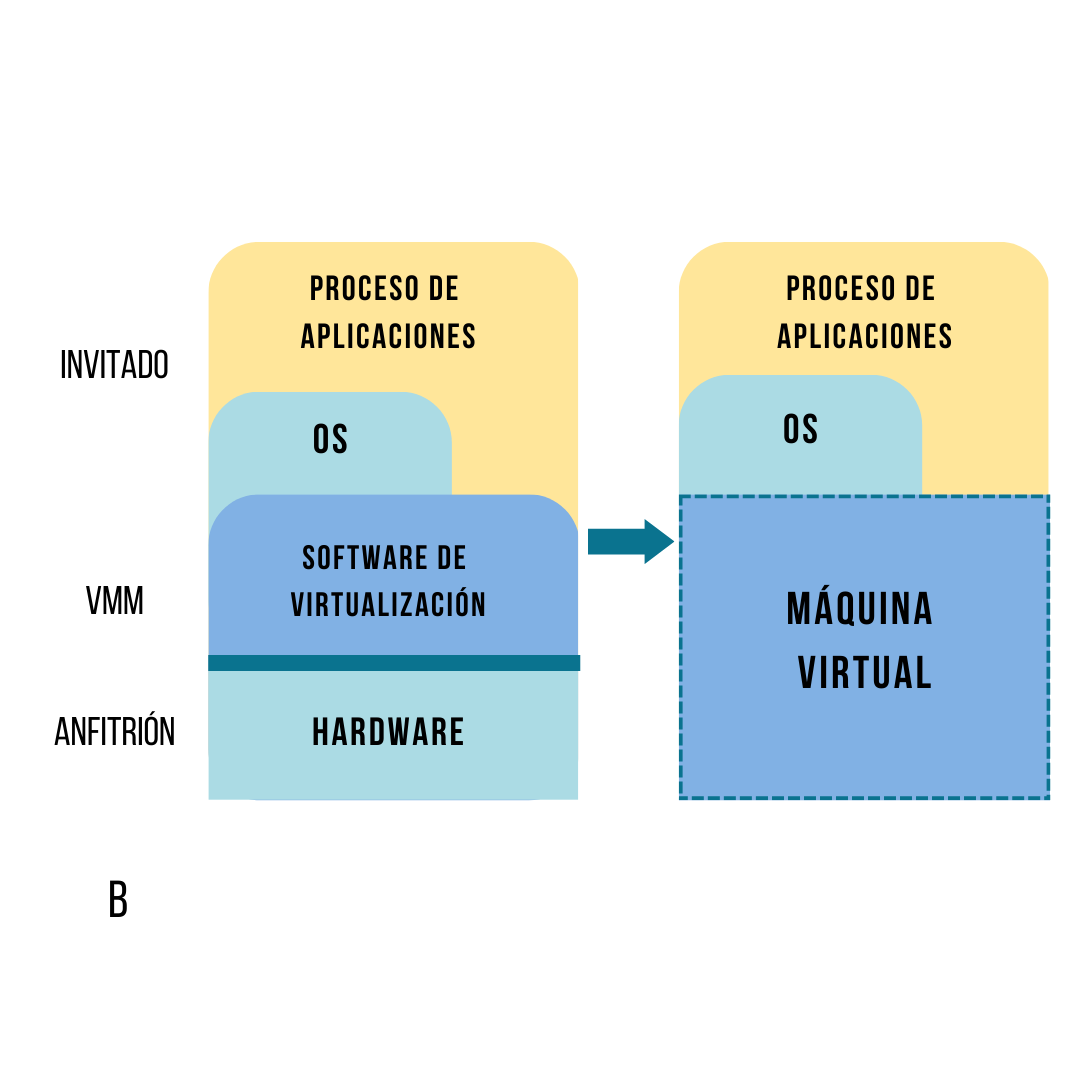 PROCESO DE
APLICACIONES
INVITADO
OS
SOFTWARE DE
VIRTUALIZACIÓN
VMM
ANFITRIÓN
HARDWARE
PROCESO DE
APLICACIONES
OS
MÁQUINA
VIRTUAL
B